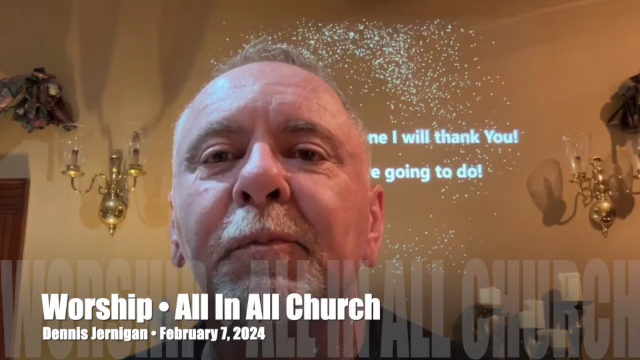 ne I will thank You!
e going to do!
WORSHIP • ALL IN ALL CHURCH
Worship • All In All Church
Dennis Jernigan • February 7, 2024